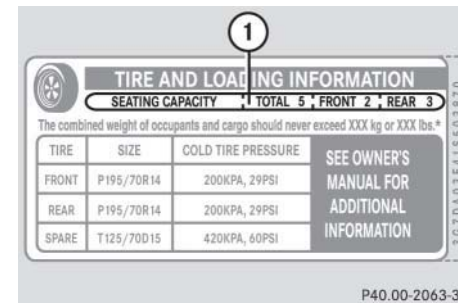 1
TIRE AND LOADING INFORMATION
SEATING CAPACITY TOTAL 5 FRONT 2 REAR 3
The combined weight of occupants and cargo should never exceed XXX kg or XXX lbs.*
TIRE SIZE COLD TIRE PRESSURE SEE OWNER'S MANUAL FOR ADDITIONAL INFORMATION
FRONT P195/70R14 200KPA, 29PSI
REAR P195/70R14 200KPA, 29PSI
SPARE T125/70D15 420KPA, 60PSI
P40.00-2063-3